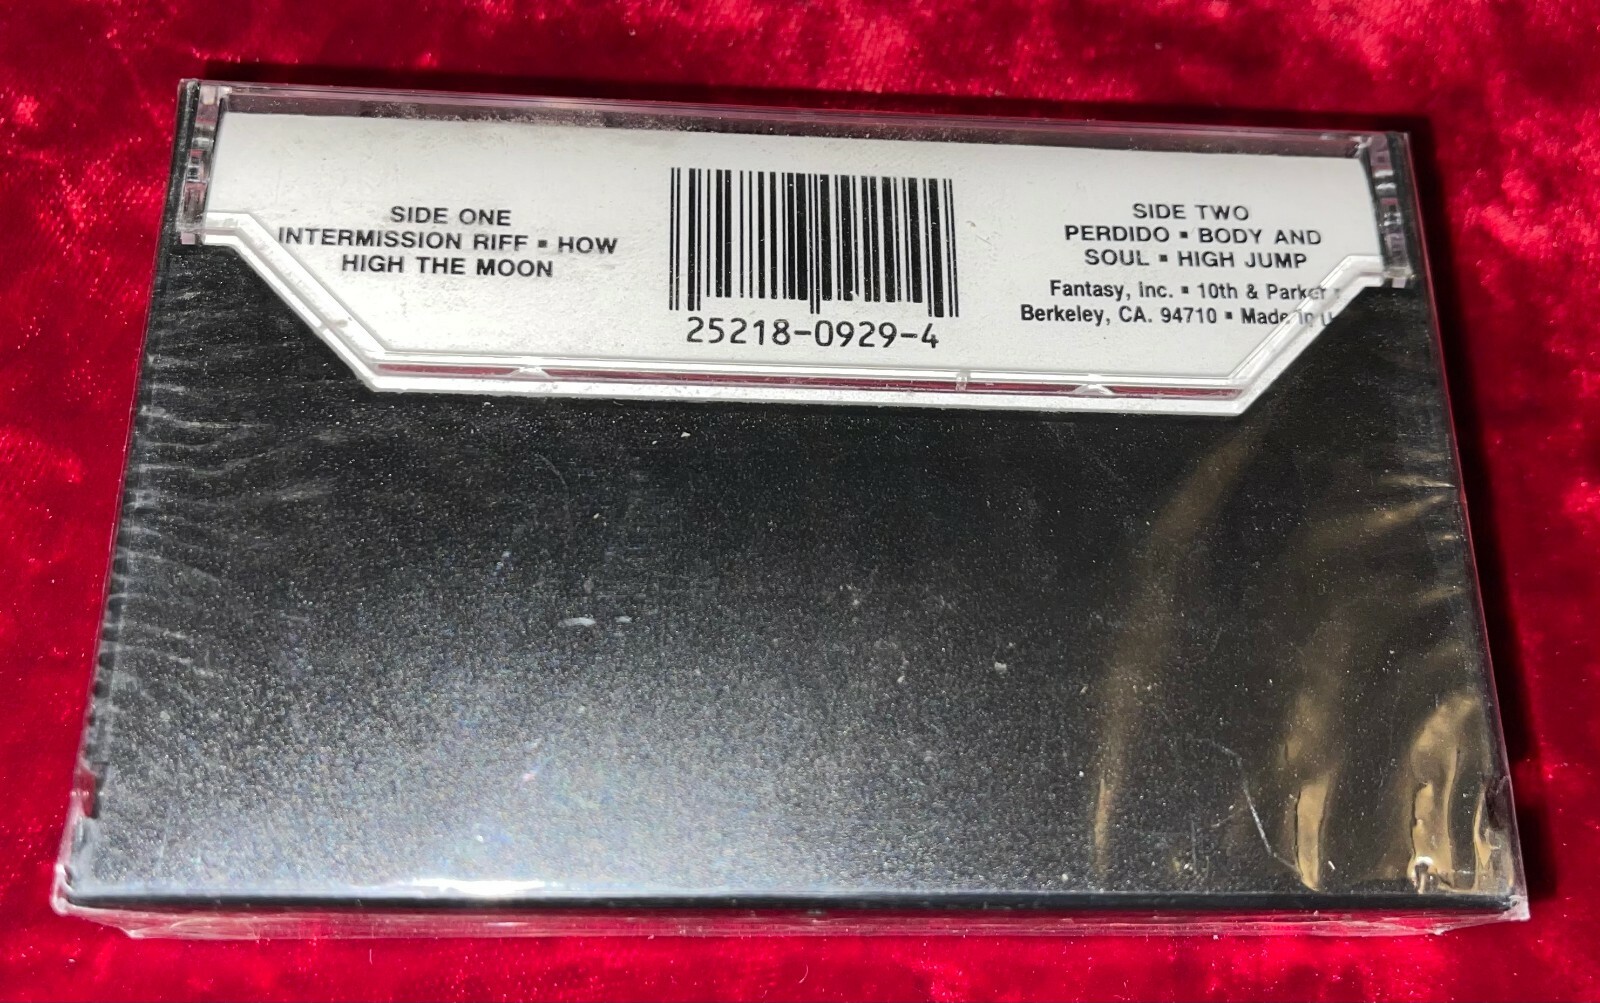 SIDE ONE
INTERMISSION RIFF ▪ HOW
HIGH THE MOON
25218-0929-4
SIDE TWO
PERDIDO ▪ BODY AND
SOUL ▪ HIGH JUMP
Fantasy, Inc. ▪ 10th & Parker ▪
Berkeley, CA. 94710 ▪ Made in